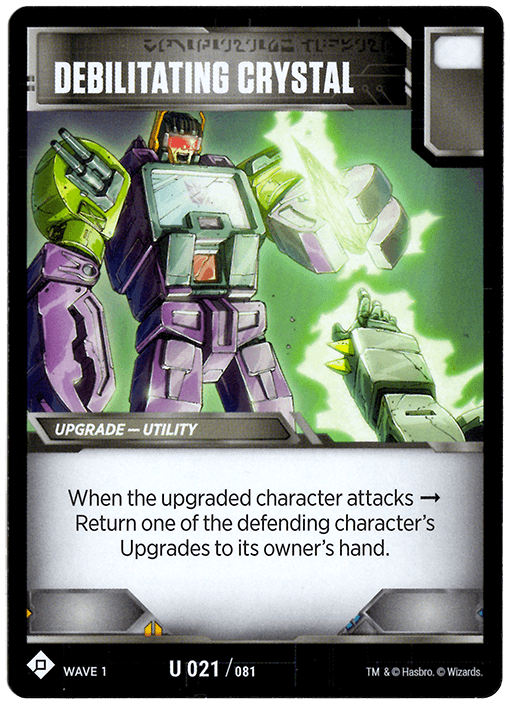 DEBILITATING CRYSTAL
UPGRADE — UTILITY
When the upgraded character attacks →
Return one of the defending character's
Upgrades to its owner's hand.
WAVE 1
U 021 / 081
TM & © Hasbro. © Wizards.